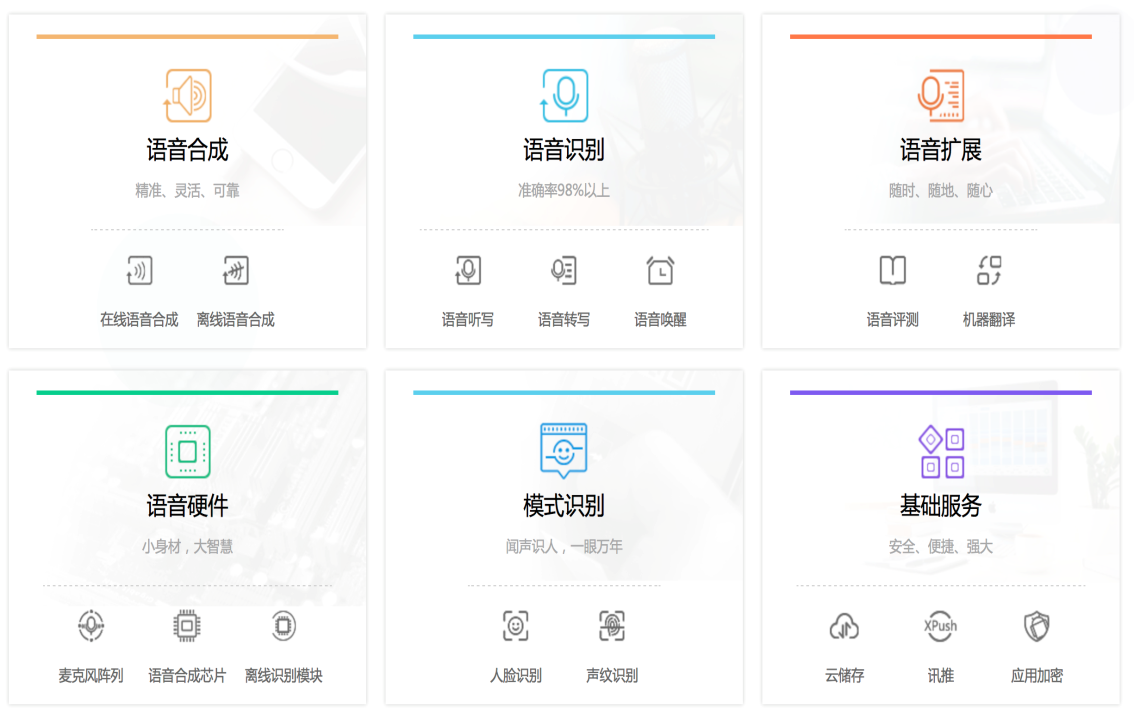 语音合成
精准、灵活、可靠
在线语音合成 离线语音合成
语音识别
准确率98%以上
语音听写 语音转写 语音唤醒
语音扩展
随时、随地、随心
语音评测 机器翻译
语音硬件
小身材，大智慧
麦克风阵列 语音合成芯片 离线识别模块
模式识别
闻声识人，一眼万年
人脸识别 声纹识别
基础服务
安全、便捷、强大
XPush
云储存 讯推 应用加密